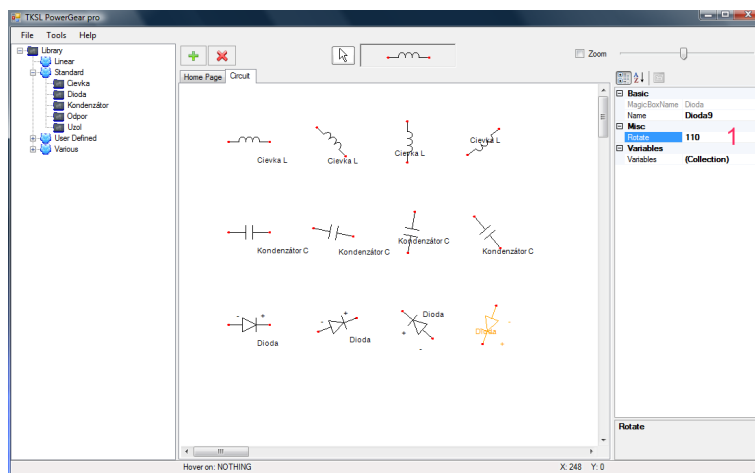 TKSL PowerGear pro
File Tools Help
Library
Linear
Standard
Cievka
Dioda
Kondenzátor
Odpor
Uzol
User Defined
Various
Zoom
Home Page Circuit
Cievka L
Cievka L
Cievka L
Cievka L
Kondenzátor C
Kondenzátor C
Kondenzátor C
Kondenzátor C
- +
Dioda
- +
Dioda
Dioda
+
-
Dioda
-
+
Basic
MagicBoxName Dioda
Name Dioda9
Misc
Rotate 110
1
Variables
Variables (Collection)
Rotate
Hover on: NOTHING X: 248 Y: 0